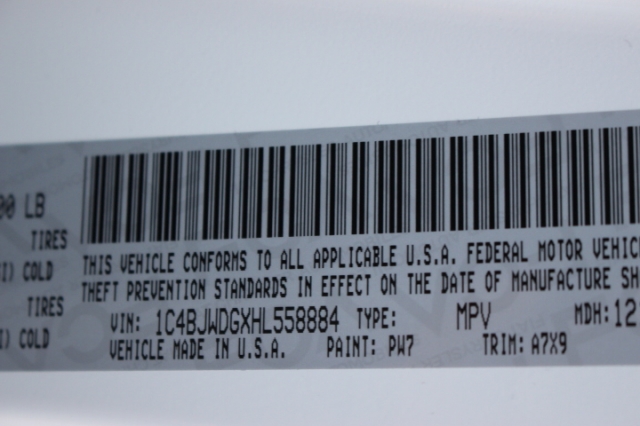 00 LB
TIRES
I) COLD
TIRES
I) COLD
THIS VEHICLE CONFORMS TO ALL APPLICABLE U.S.A. FEDERAL MOTOR VEHIC
THEFT PREVENTION STANDARDS IN EFFECT ON THE DATE OF MANUFACTURE SH
VIN: 1C4BJWDGXHL558884 TYPE: MPV MDH: 12
VEHICLE MADE IN U.S.A. PAINT: PW7 TRIM: A7X9